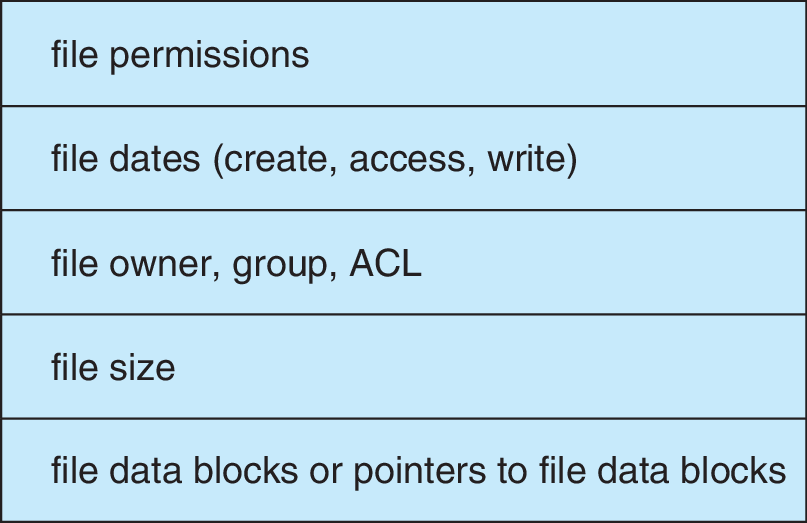 file permissions
file dates (create, access, write)
file owner, group, ACL
file size
file data blocks or pointers to file data blocks